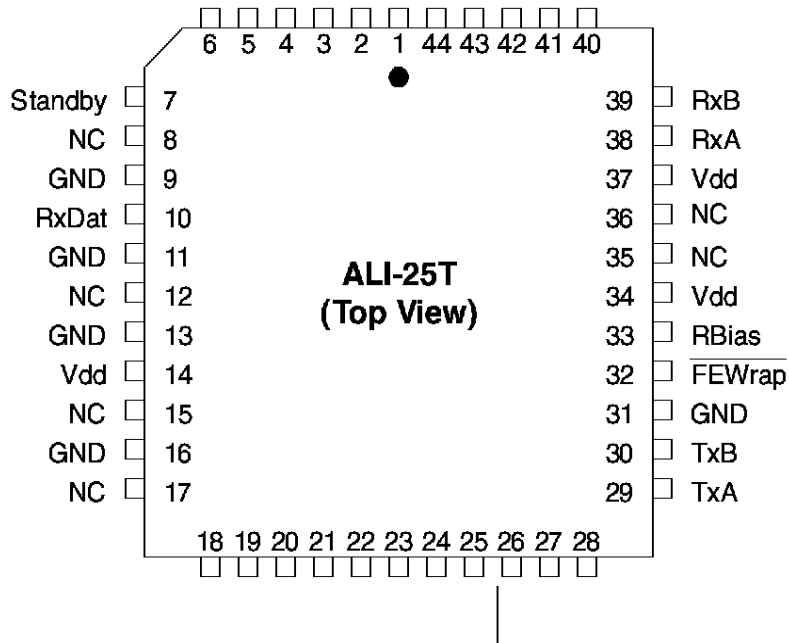 6 5 4 3 2 1 44 43 42 41 40
Standby 7 39 RxB
NC 8 38 RxA
GND 9 37 Vdd
RxDat 10 36 NC
GND 11 35 NC
NC 12 34 Vdd
GND 13 33 RBias
Vdd 14 32 FEWrap
NC 15 31 GND
GND 16 30 TxB
NC 17 29 TxA
ALI-25T
(Top View)
18 19 20 21 22 23 24 25 26 27 28